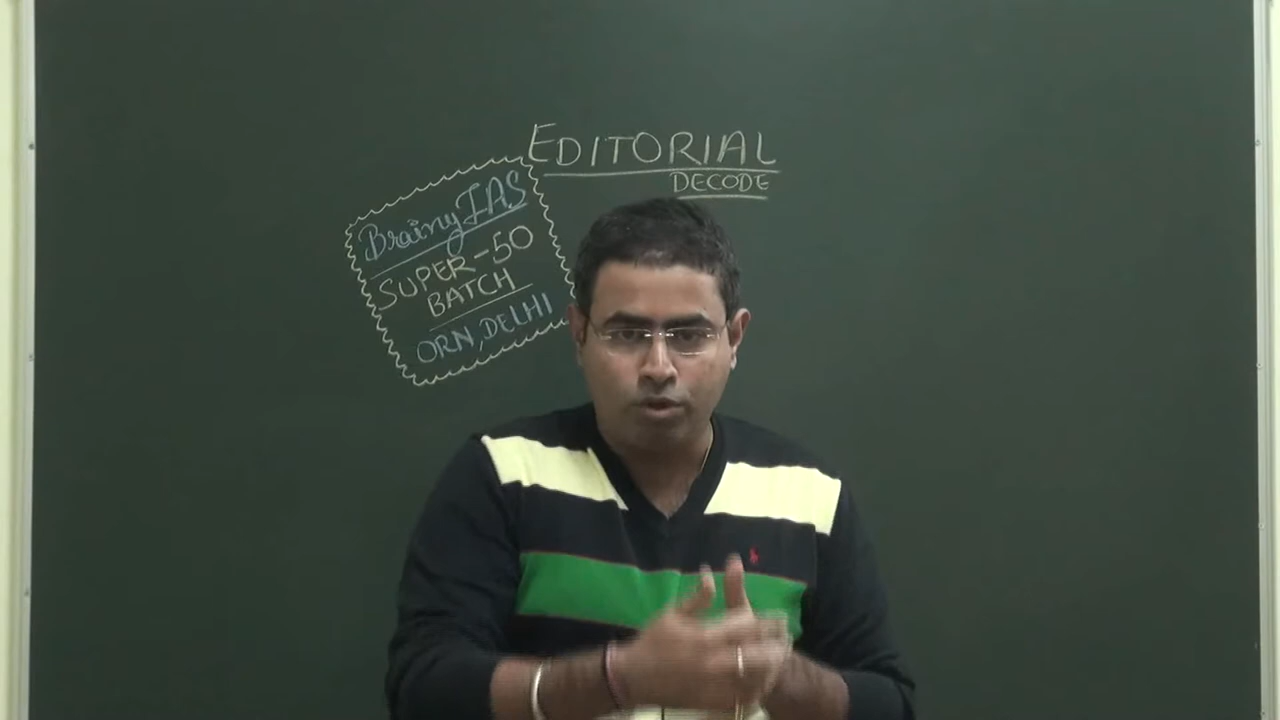 EDITORIAL
DECODE
BrainyIAS
SUPER-50
BATCH
ORN, DELHI